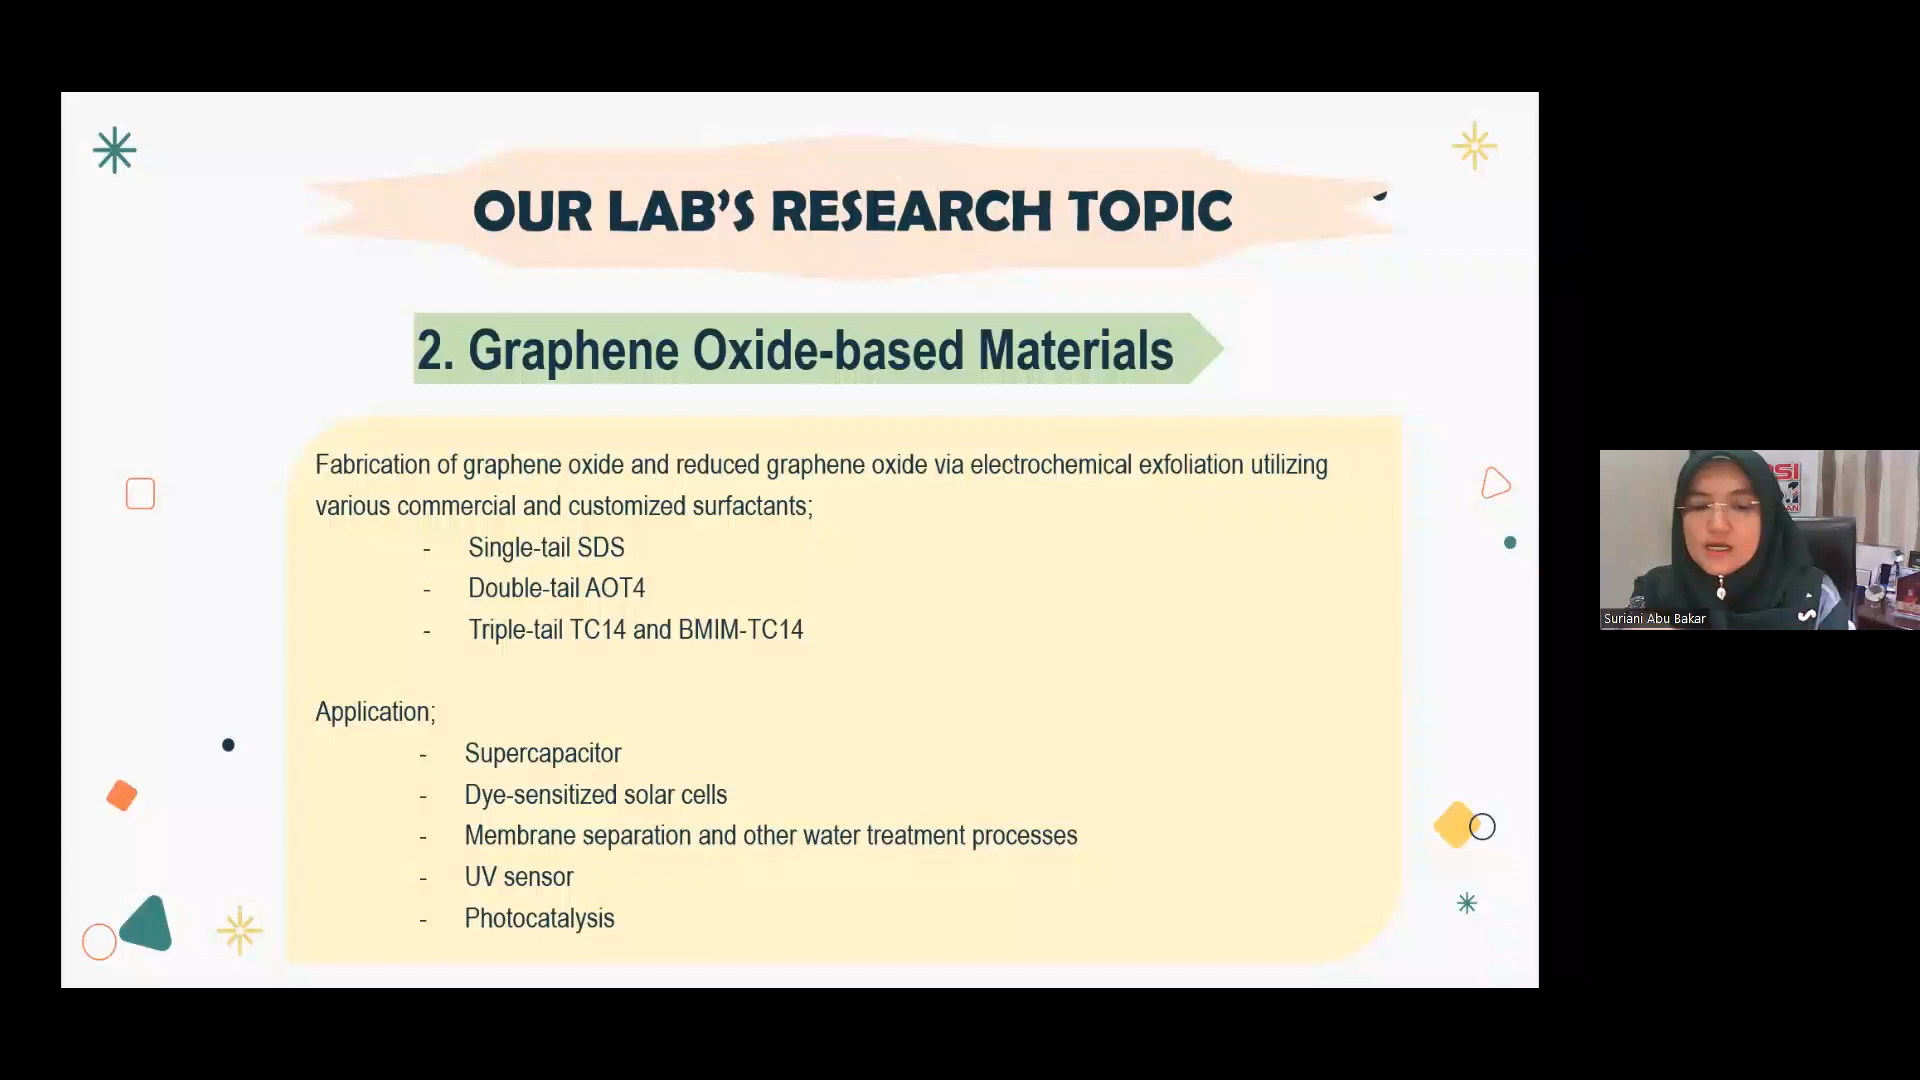 OUR LAB'S RESEARCH TOPIC
2. Graphene Oxide-based Materials
Fabrication of graphene oxide and reduced graphene oxide via electrochemical exfoliation utilizing
various commercial and customized surfactants;
- Single-tail SDS
- Double-tail AOT4
- Triple-tail TC14 and BMIM-TC14
Application;
- Supercapacitor
- Dye-sensitized solar cells
- Membrane separation and other water treatment processes
- UV sensor
- Photocatalysis
Suriani Abu Bakar